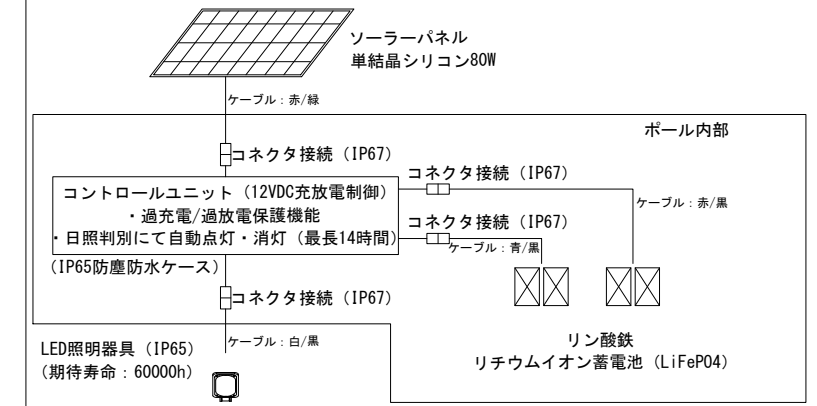 ソーラーパネル
単結晶シリコン80W
ケーブル：赤/緑
ポール内部
コネクタ接続（IP67）
コネクタ接続（IP67）
コントロールユニット（12VDC充放電制御）
・過充電/過放電保護機能
・日照判別にて自動点灯・消灯（最長14時間）
ケーブル：赤/黒
コネクタ接続（IP67）
ケーブル：青/黒
（IP65防塵防水ケース）
コネクタ接続（IP67）
ケーブル：白/黒
LED照明器具（IP65）
（期待寿命：60000h）
リン酸鉄
リチウムイオン蓄電池（LiFePO4）